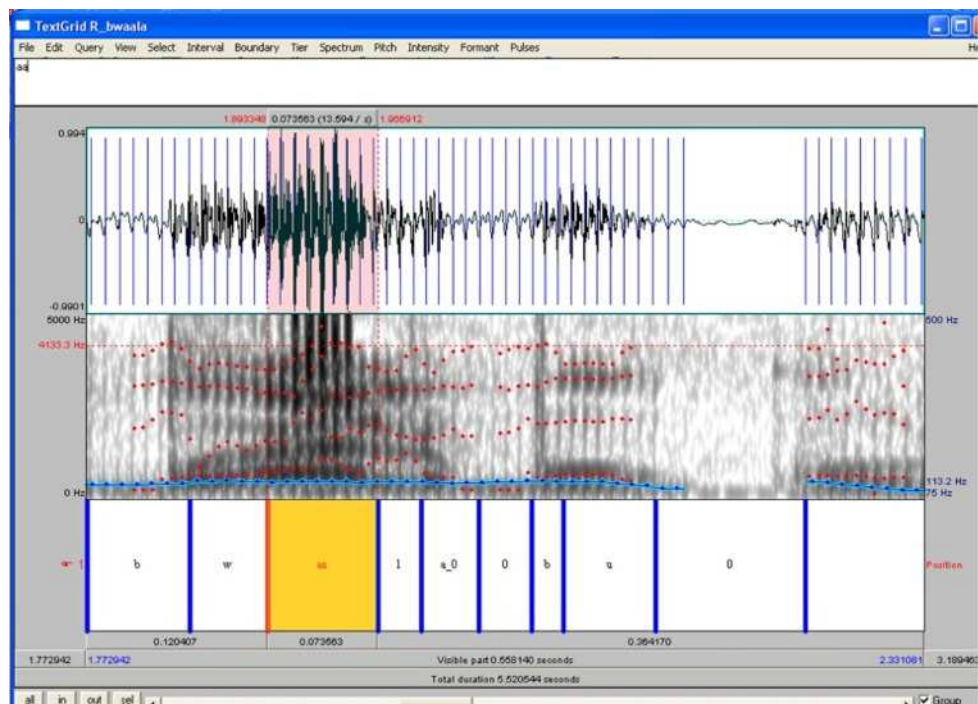 TextGrid R_bwaala
File Edit Query View Select Interval Boundary Tier Spectrum Pitch Intensity Formant Pulses He
aa
1.893348 0.073563 (13.594 / s) 1.966912
0.994
0
-0.9901
5000 Hz 500 Hz
4133.3 Hz
0 Hz 113.2 Hz
75 Hz
1 b w aa l a_0 0 b u 0 Position
0.120407 0.073563 0.364170
1.772942 1.772942 Visible part 0.558140 seconds 2.331081 3.189463
Total duration 5.520544 seconds
all in out sel Group